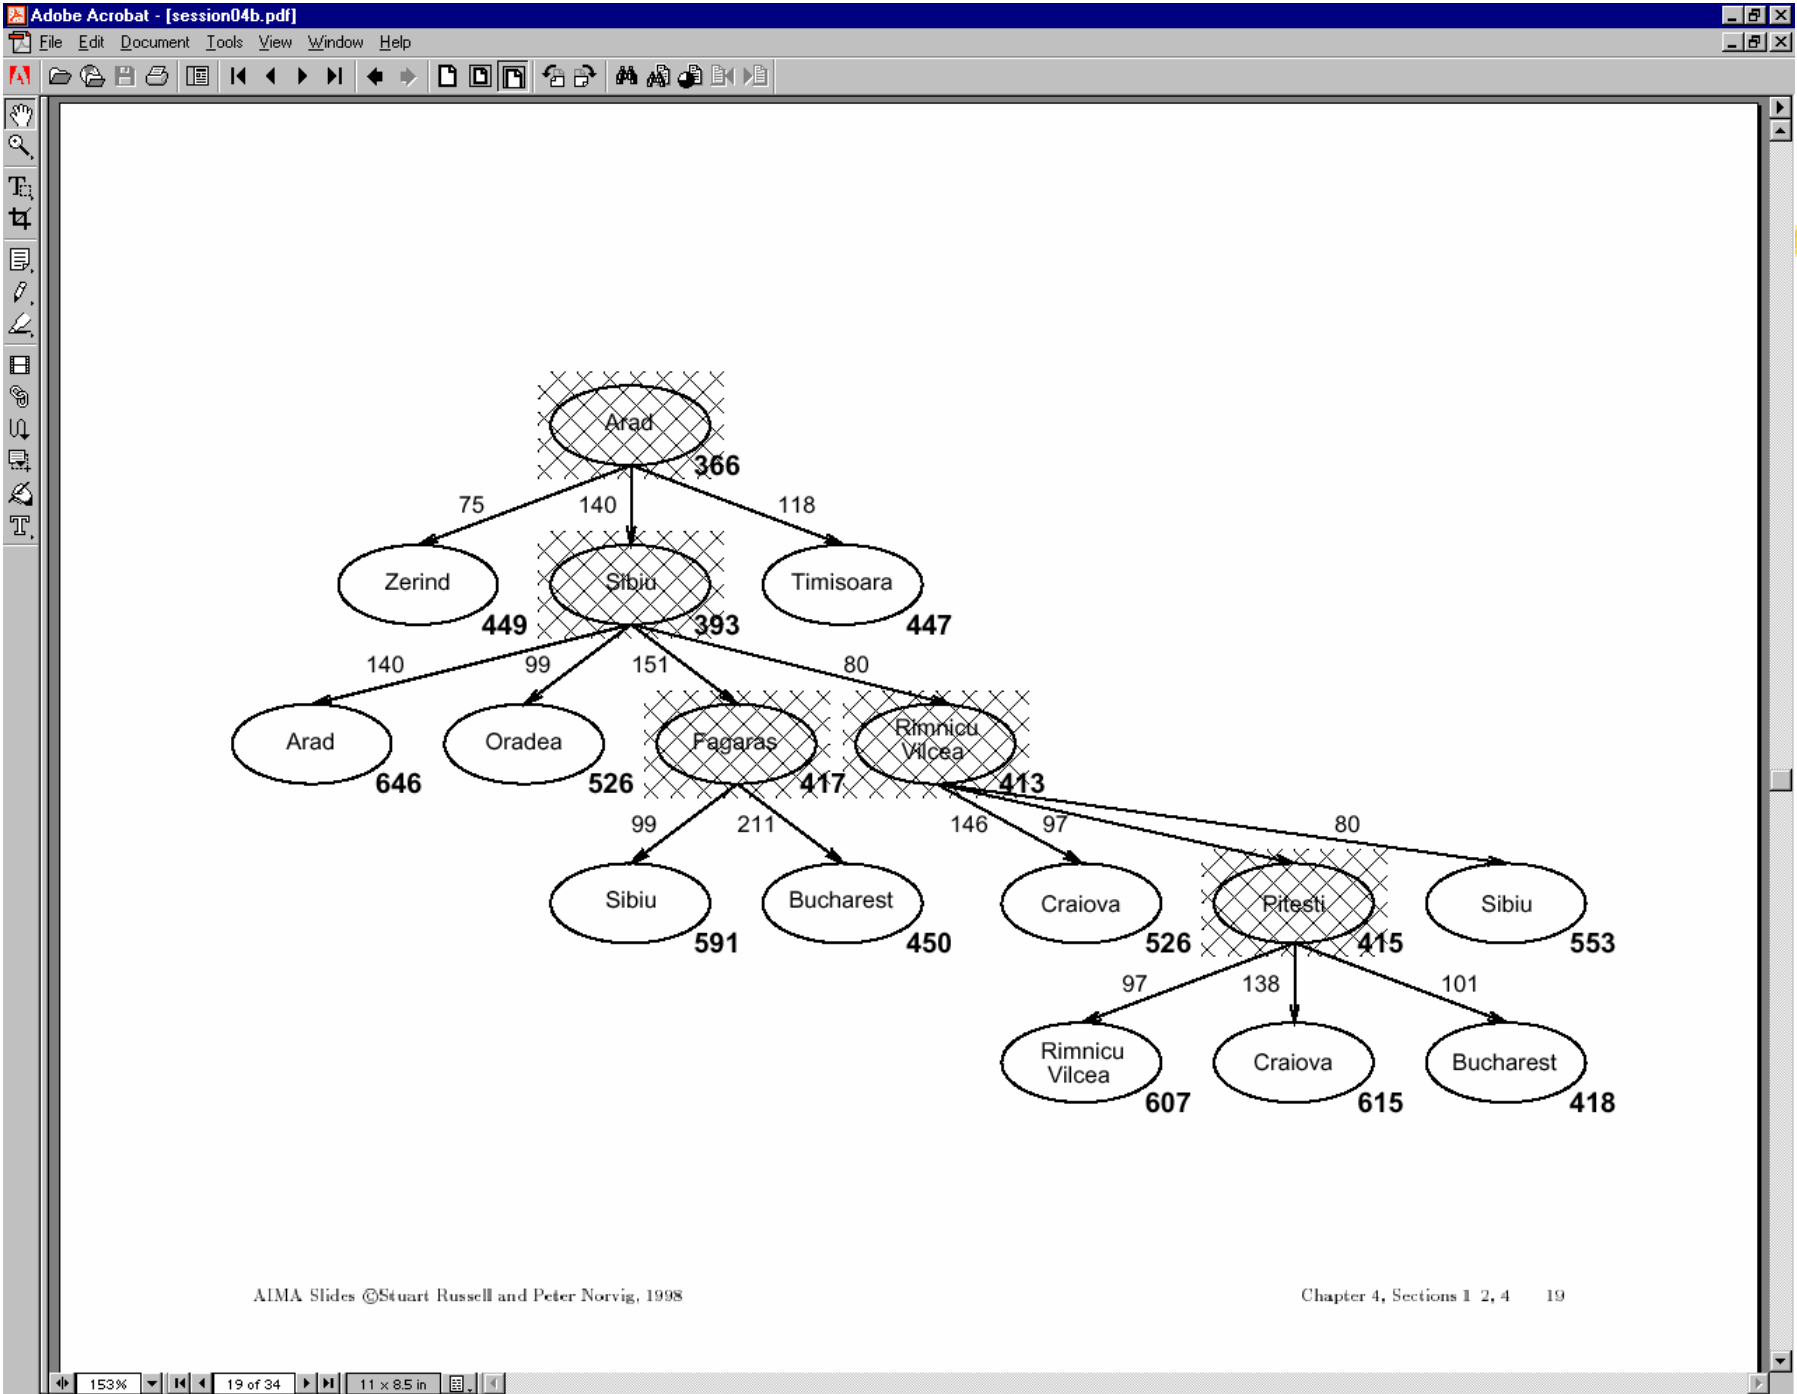 Adobe Acrobat - [session04b.pdf]
File Edit Document Tools View Window Help
Arad
366
75 140 118
Zerind Sibiu Timisoara
449 393 447
140 99 151 80
Arad Oradea Fagaras Rimnicu Vilcea
646 526 417 413
99 211 146 97 80
Sibiu Bucharest Craiova Pitesti Sibiu
591 450 526 415 553
97 138 101
Rimnicu Vilcea Craiova Bucharest
607 615 418
AIMA Slides ©Stuart Russell and Peter Norvig, 1998 Chapter 4, Sections 1 2, 4 19
153% 19 of 34 11 x 8.5 in